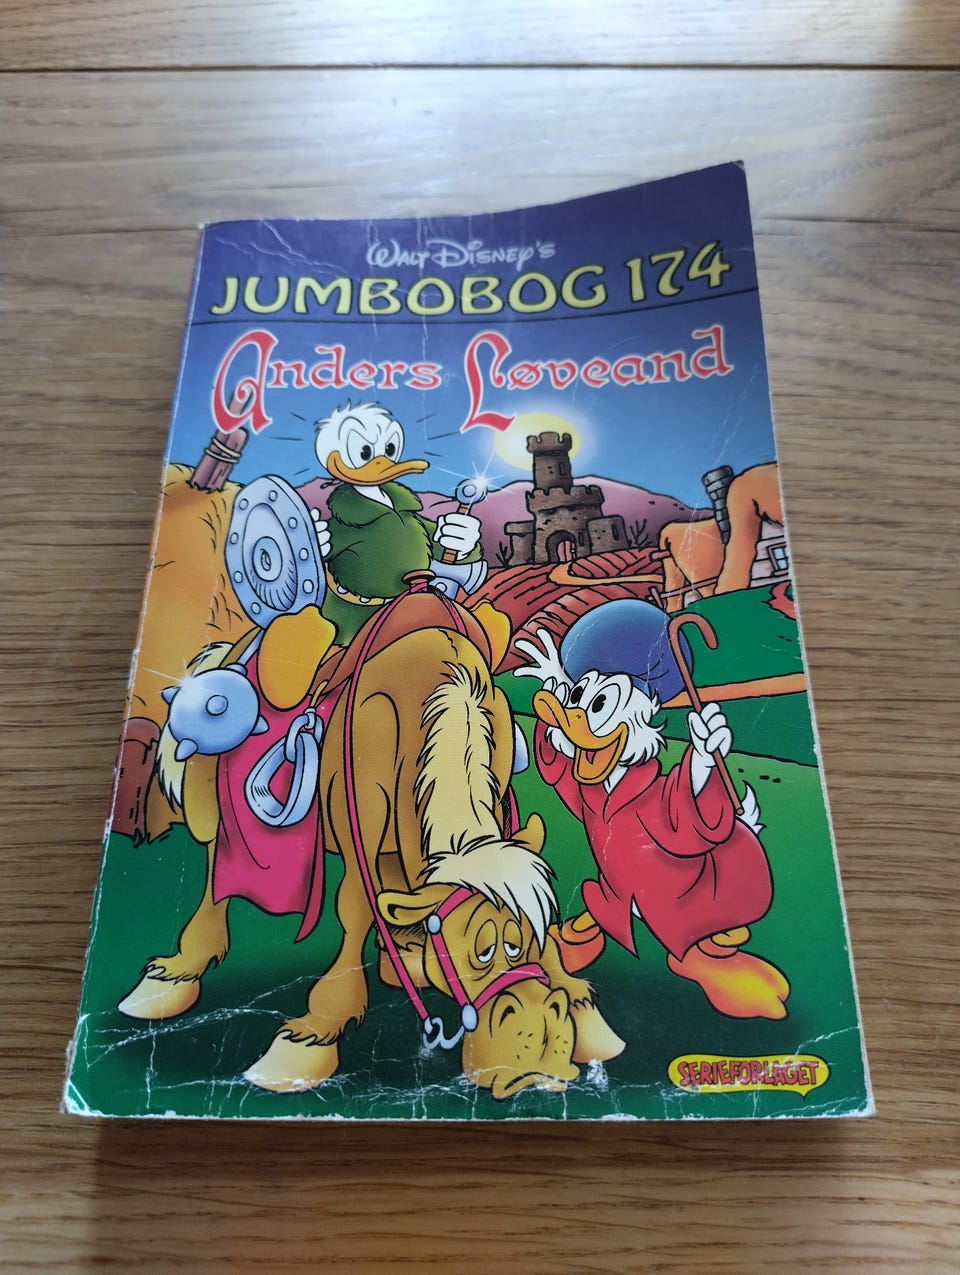 Walt Disney's
JUMBOBOG 174
Anders Løveand
SERIEFORLAGET